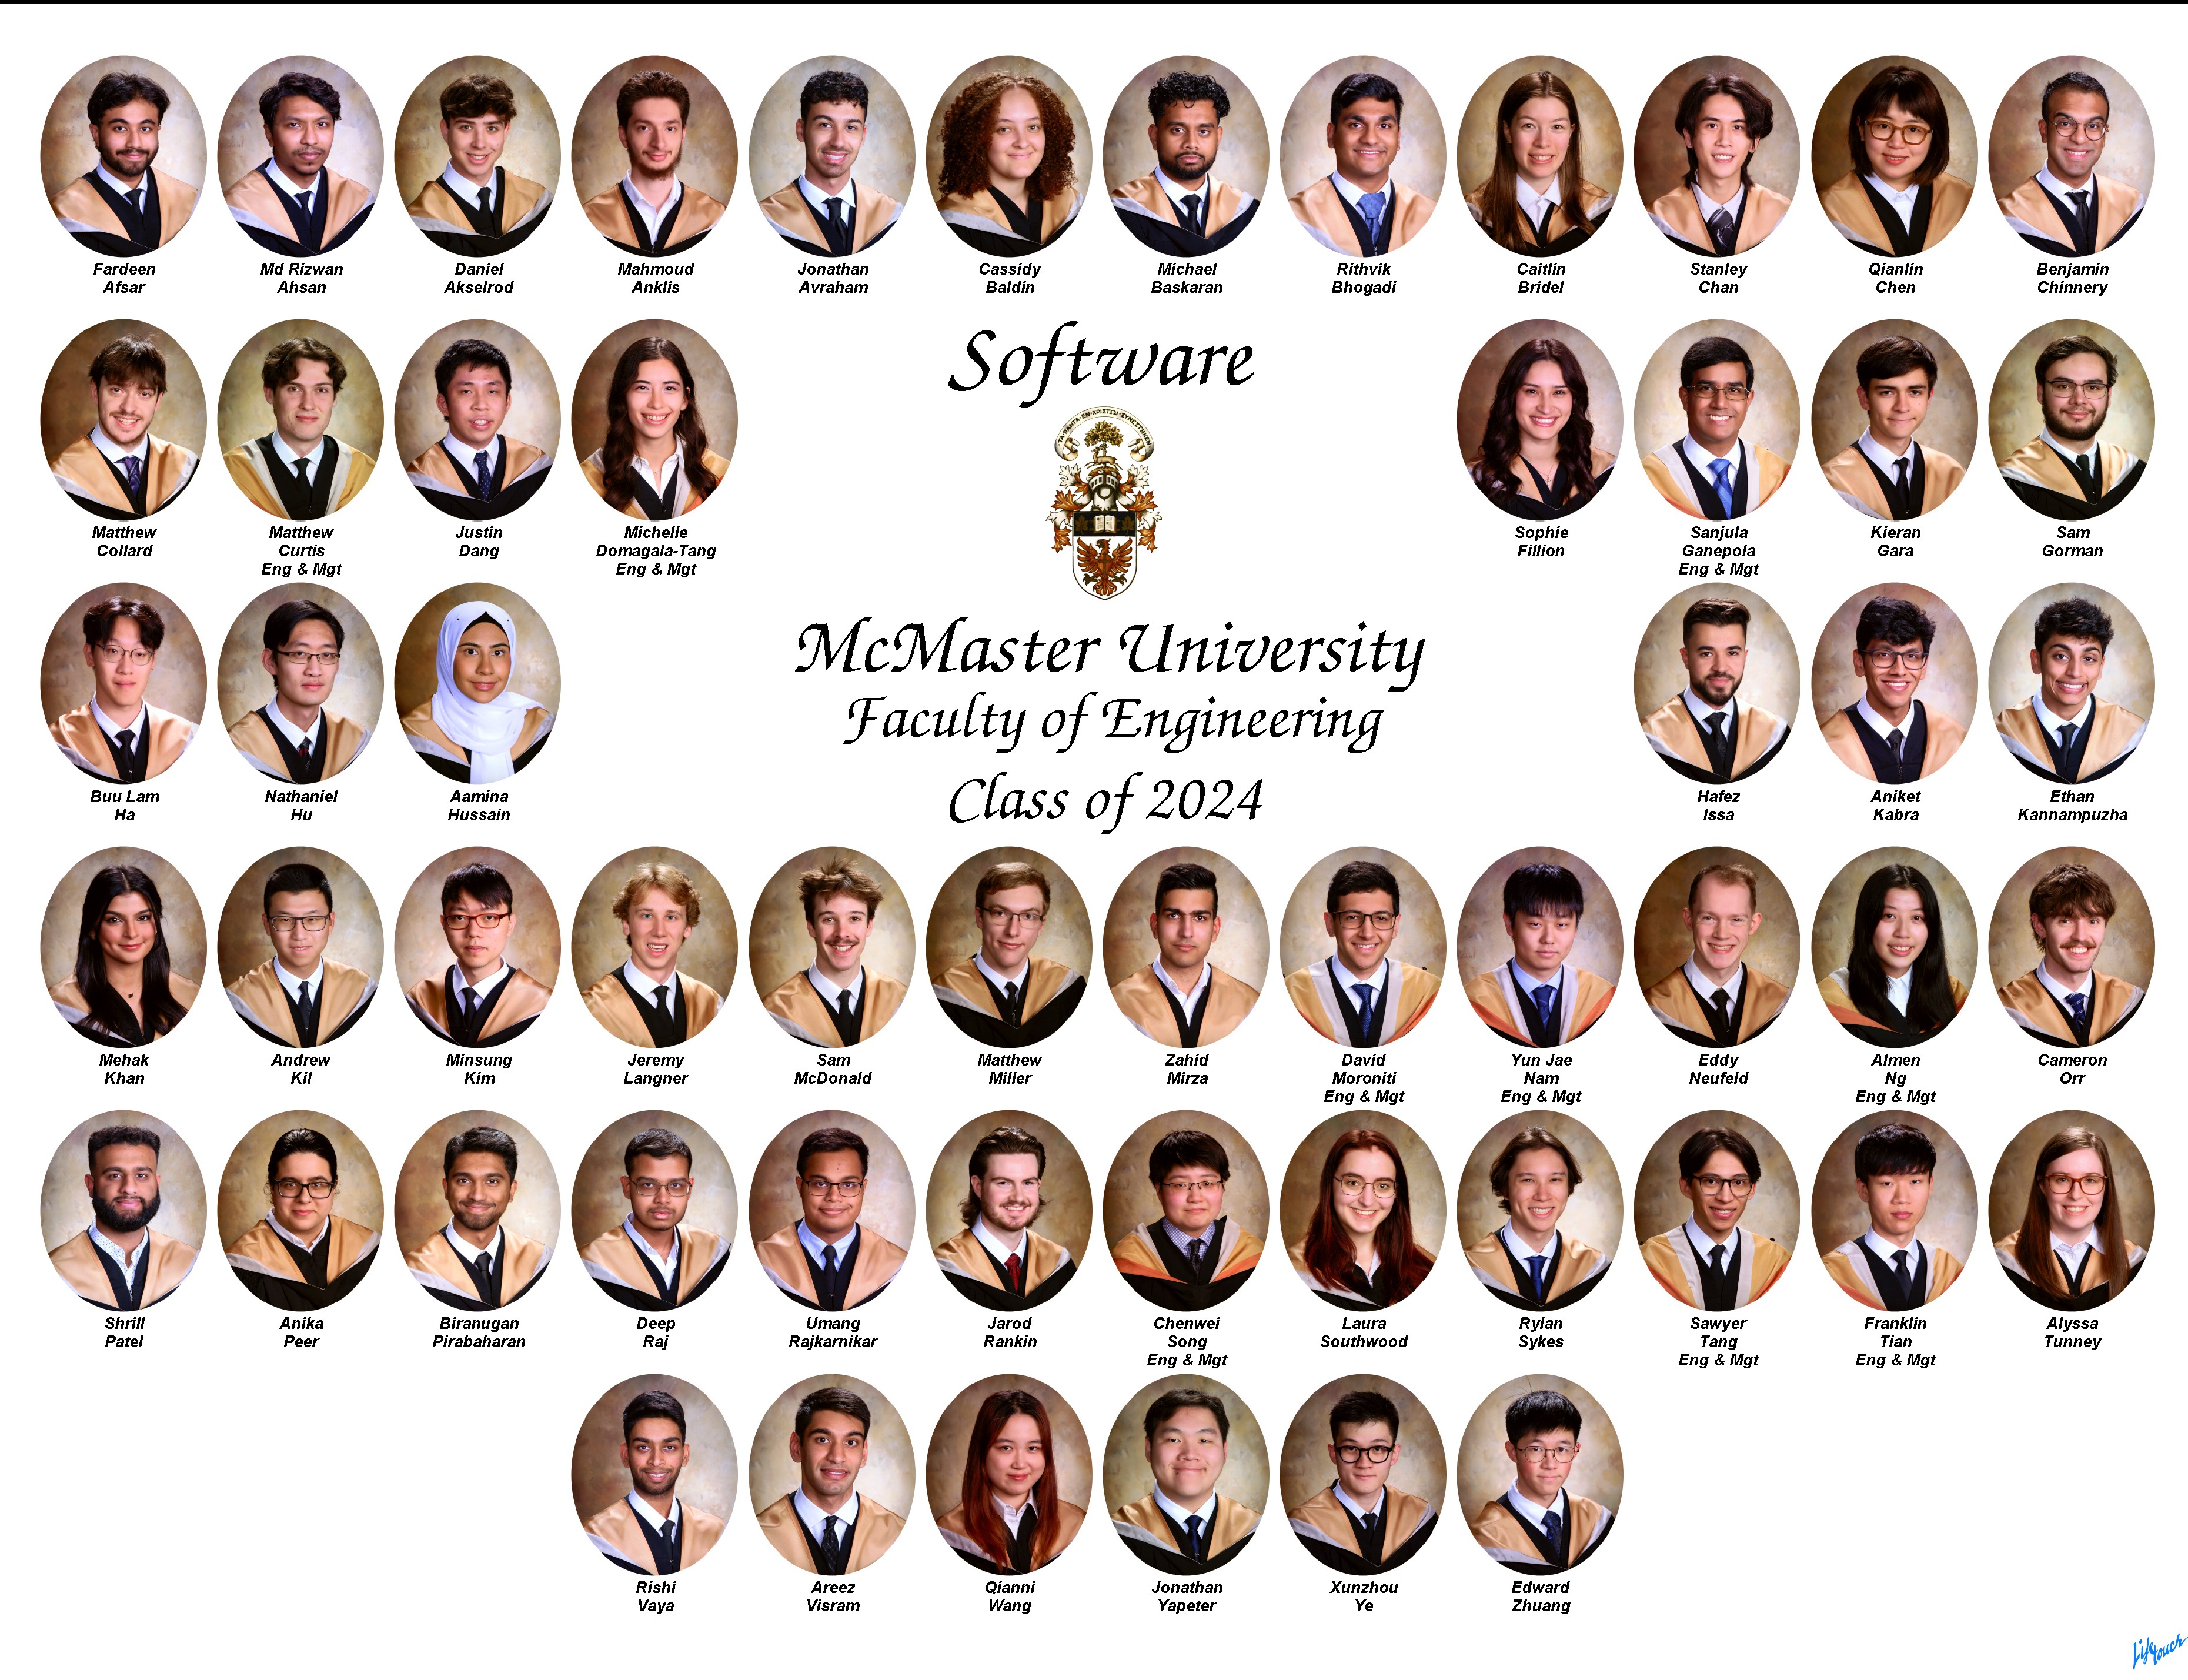 Fardeen
Afsar
Md Rizwan
Ahsan
Daniel
Akselrod
Mahmoud
Anklis
Jonathan
Avraham
Cassidy
Baldin
Michael
Baskaran
Rithvik
Bhogadi
Caitlin
Bridel
Stanley
Chan
Qianlin
Chen
Benjamin
Chinnery
Matthew
Collard
Matthew
Curtis
Eng & Mgt
Justin
Dang
Michelle
Domagala-Tang
Eng & Mgt
Software
Sophie
Fillion
Sanjula
Ganepola
Eng & Mgt
Kieran
Gara
Sam
Gorman
Buu Lam
Ha
Nathaniel
Hu
Aamina
Hussain
McMaster University
Faculty of Engineering
Class of 2024
Hafez
Issa
Aniket
Kabra
Ethan
Kannampuzha
Mehak
Khan
Andrew
Kil
Minsung
Kim
Jeremy
Langner
Sam
McDonald
Matthew
Miller
Zahid
Mirza
David
Moroniti
Eng & Mgt
Yun Jae
Nam
Eng & Mgt
Eddy
Neufeld
Almen
Ng
Eng & Mgt
Cameron
Orr
Shrill
Patel
Anika
Peer
Biranugan
Pirabaharan
Deep
Raj
Umang
Rajkarnikar
Jarod
Rankin
Chenwei
Song
Eng & Mgt
Laura
Southwood
Rylan
Sykes
Sawyer
Tang
Eng & Mgt
Franklin
Tian
Eng & Mgt
Alyssa
Tunney
Rishi
Vaya
Areez
Visram
Qianni
Wang
Jonathan
Yapeter
Xunzhou
Ye
Edward
Zhuang
Lifetouch